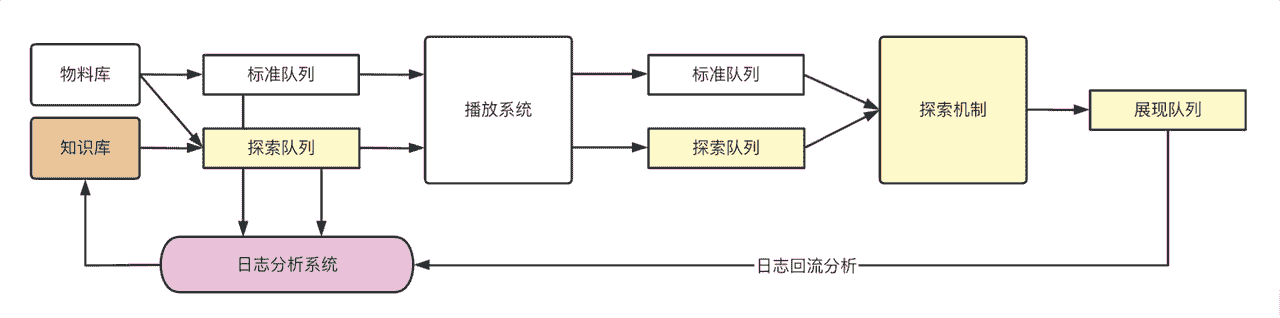 物料库
标准队列
播放系统
标准队列
探索机制
展现队列
知识库
探索队列
探索队列
日志分析系统
日志回流分析